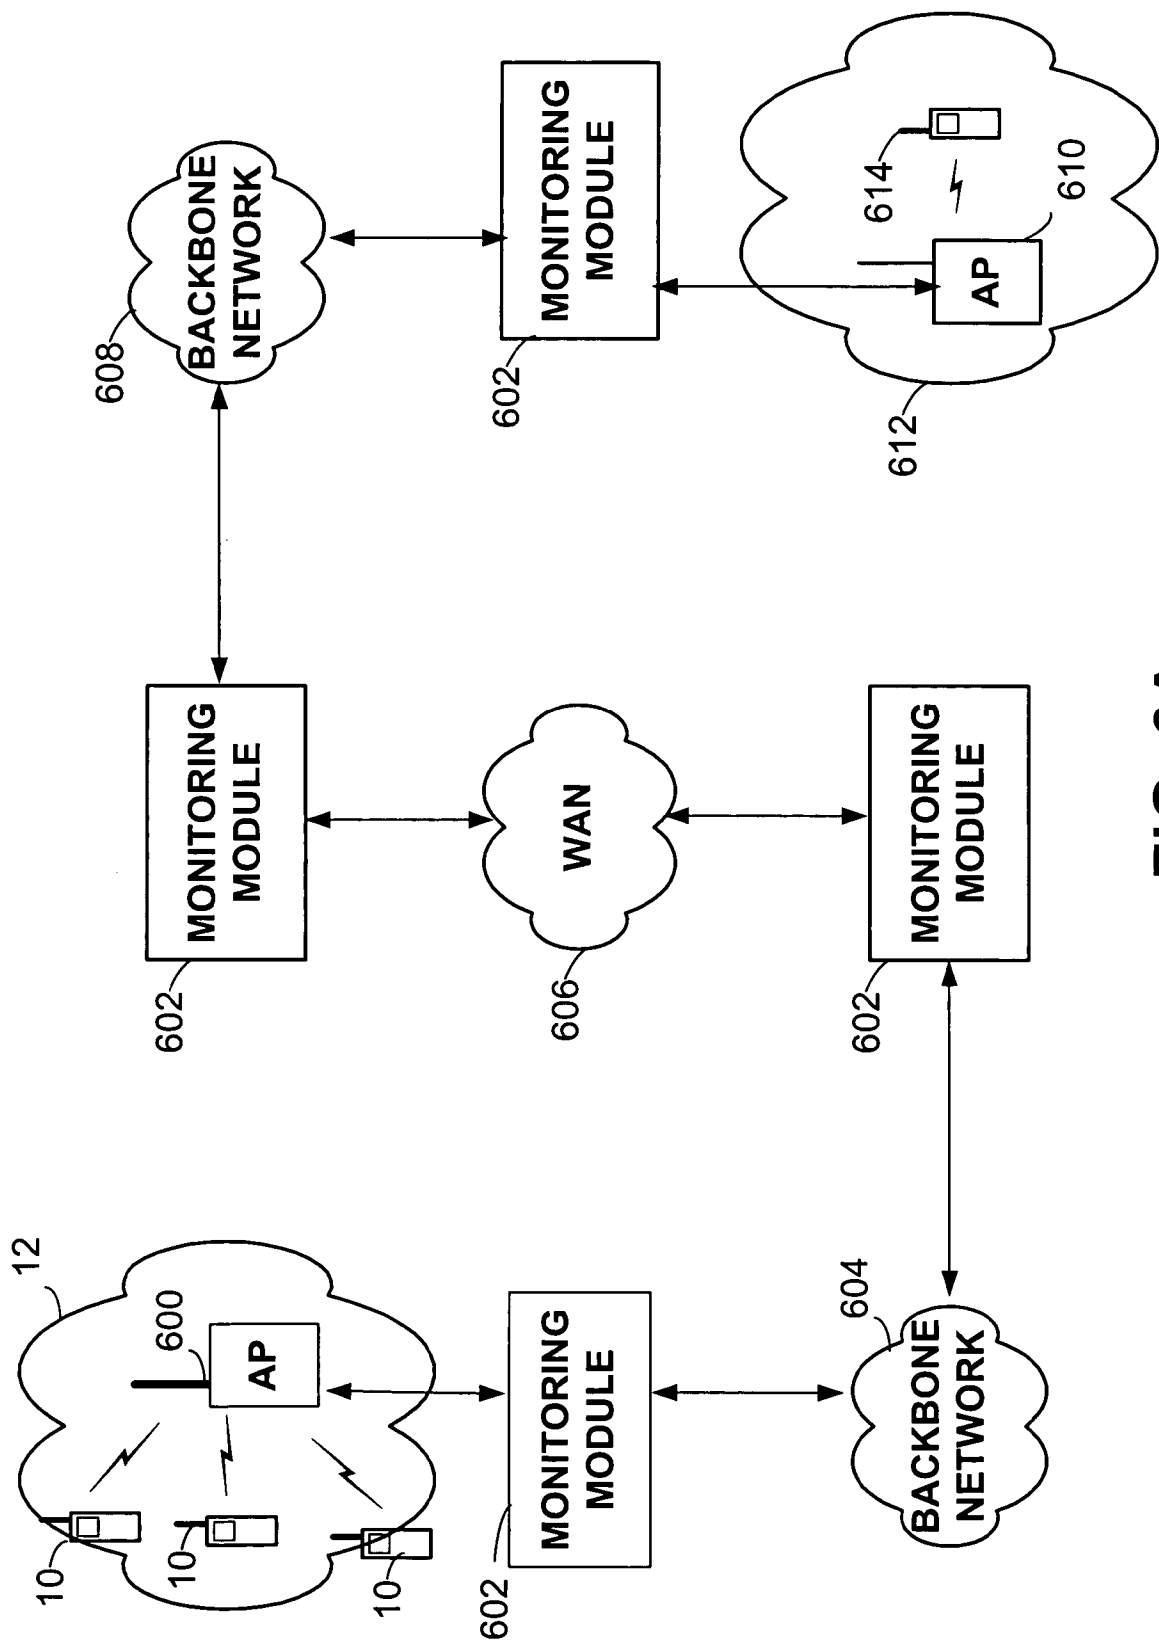 12
10
600
10
AP
10
602
MONITORING
MODULE
604
BACKBONE
NETWORK
602
MONITORING
MODULE
606
WAN
602
MONITORING
MODULE
608
BACKBONE
NETWORK
602
MONITORING
MODULE
612
614
AP
610